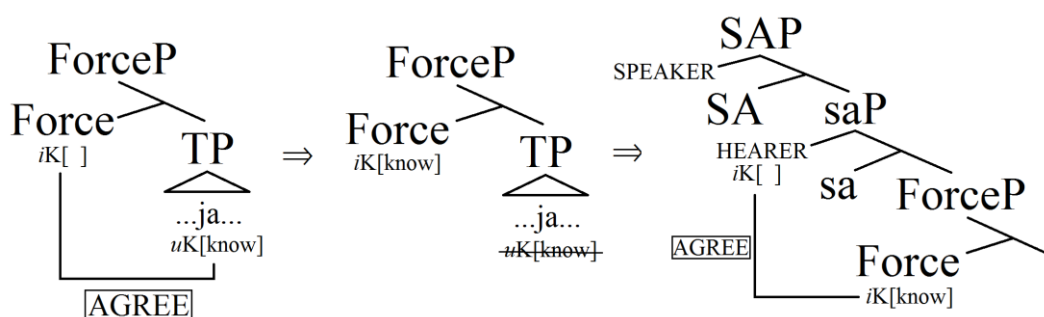 ForceP
Force
iK[ ]
TP
...ja...
uK[know]
AGREE
⇒
ForceP
Force
iK[know]
TP
...ja...
uK[know]
⇒
SAP
SPEAKER
SA
saP
HEARER
iK[ ]
sa
ForceP
AGREE
Force
iK[know]